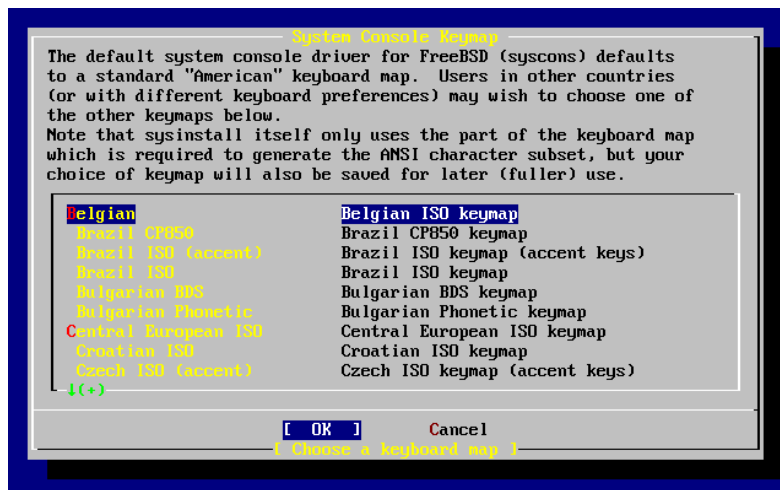 System Console Keymap
The default system console driver for FreeBSD (syscons) defaults
to a standard "American" keyboard map.  Users in other countries
(or with different keyboard preferences) may wish to choose one of
the other keymaps below.
Note that sysinstall itself only uses the part of the keyboard map
which is required to generate the ANSI character subset, but your
choice of keymap will also be saved for later (fuller) use.
Belgian Belgian ISO keymap
Brazil CP850 Brazil CP850 keymap
Brazil ISO (accent) Brazil ISO keymap (accent keys)
Brazil ISO Brazil ISO keymap
Bulgarian BDS Bulgarian BDS keymap
Bulgarian Phonetic Bulgarian Phonetic keymap
Central European ISO Central European ISO keymap
Croatian ISO Croatian ISO keymap
Czech ISO (accent) Czech ISO keymap (accent keys)
↓(+)
[ OK ] Cancel
[ Choose a keyboard map ]